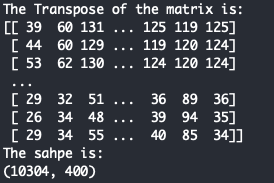 The Transpose of the matrix is:
[[ 39  60 131 ... 125 119 125]
 [ 44  60 129 ... 119 120 124]
 [ 53  62 130 ... 124 120 124]
 ...
 [ 29  32  51 ...  36  89  36]
 [ 26  34  48 ...  39  94  35]
 [ 29  34  55 ...  40  85  34]]
The sahpe is:
(10304, 400)